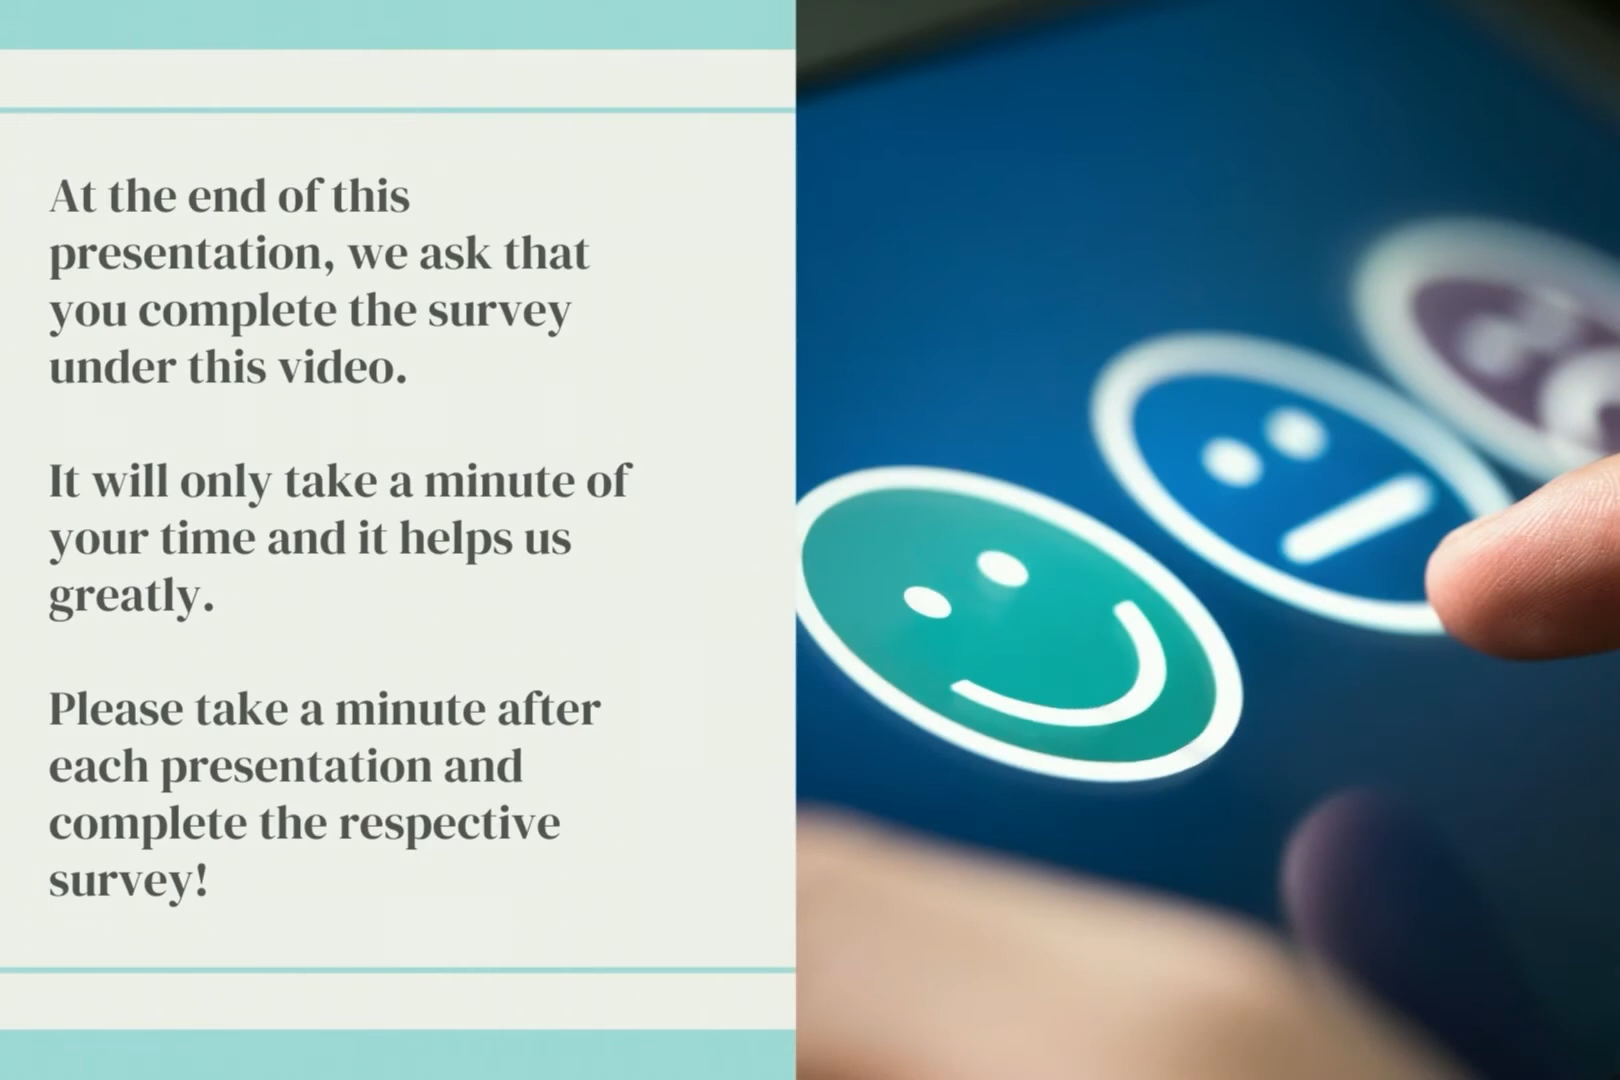 At the end of this
presentation, we ask that
you complete the survey
under this video.
It will only take a minute of
your time and it helps us
greatly.
Please take a minute after
each presentation and
complete the respective
survey!